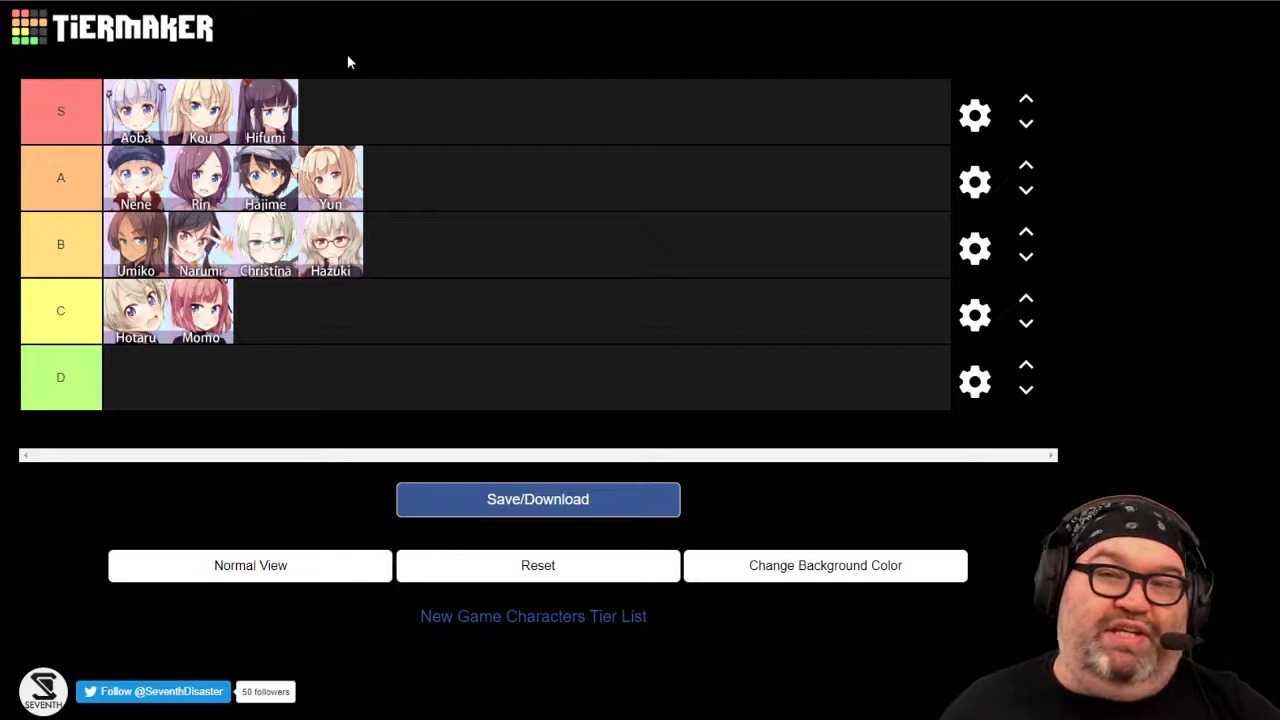 TIERMAKER
S
Aoba Kou Hifumi
A
Nene Rin Hajime Yun
B
Umiko Narumi Christina Hazuki
C
Hotaru Momo
D
Save/Download
Normal View
Reset
Change Background Color
New Game Characters Tier List
SEVENTH
Follow @SeventhDisaster
50 followers